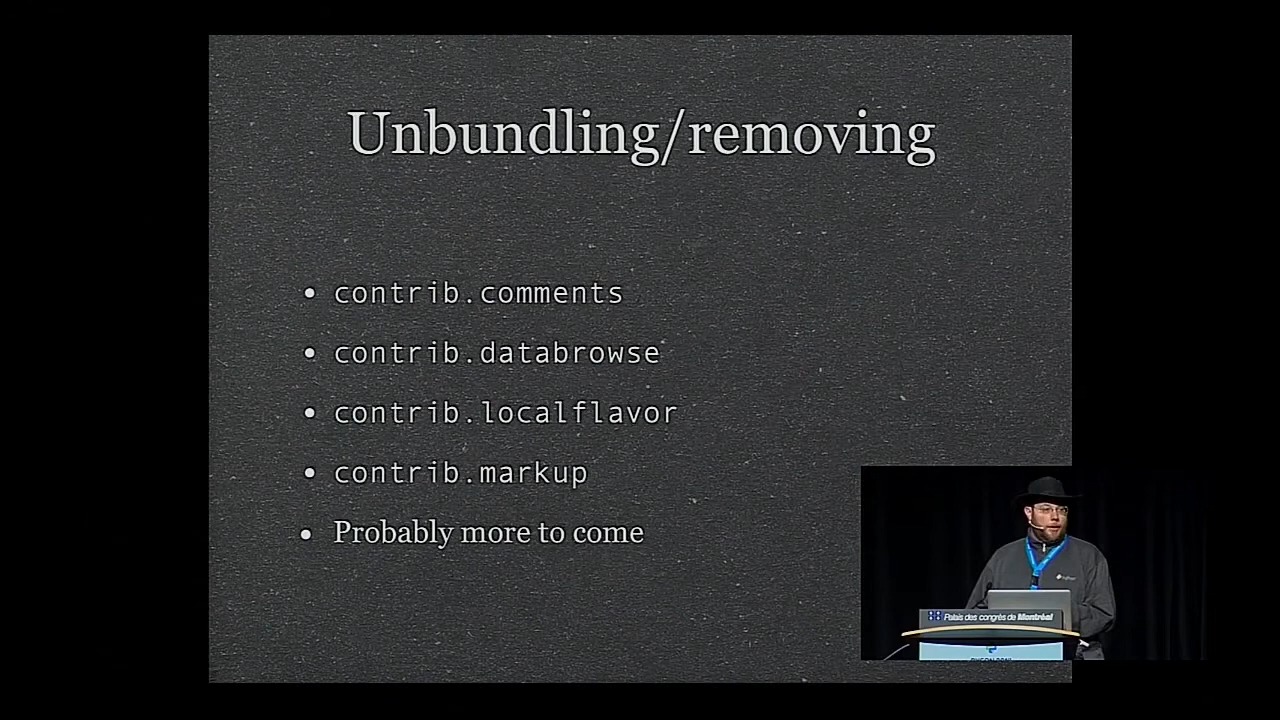 Unbundling/removing
• contrib.comments
• contrib.databrowse
• contrib.localflavor
• contrib.markup
• Probably more to come
Palais des congrès de Montréal